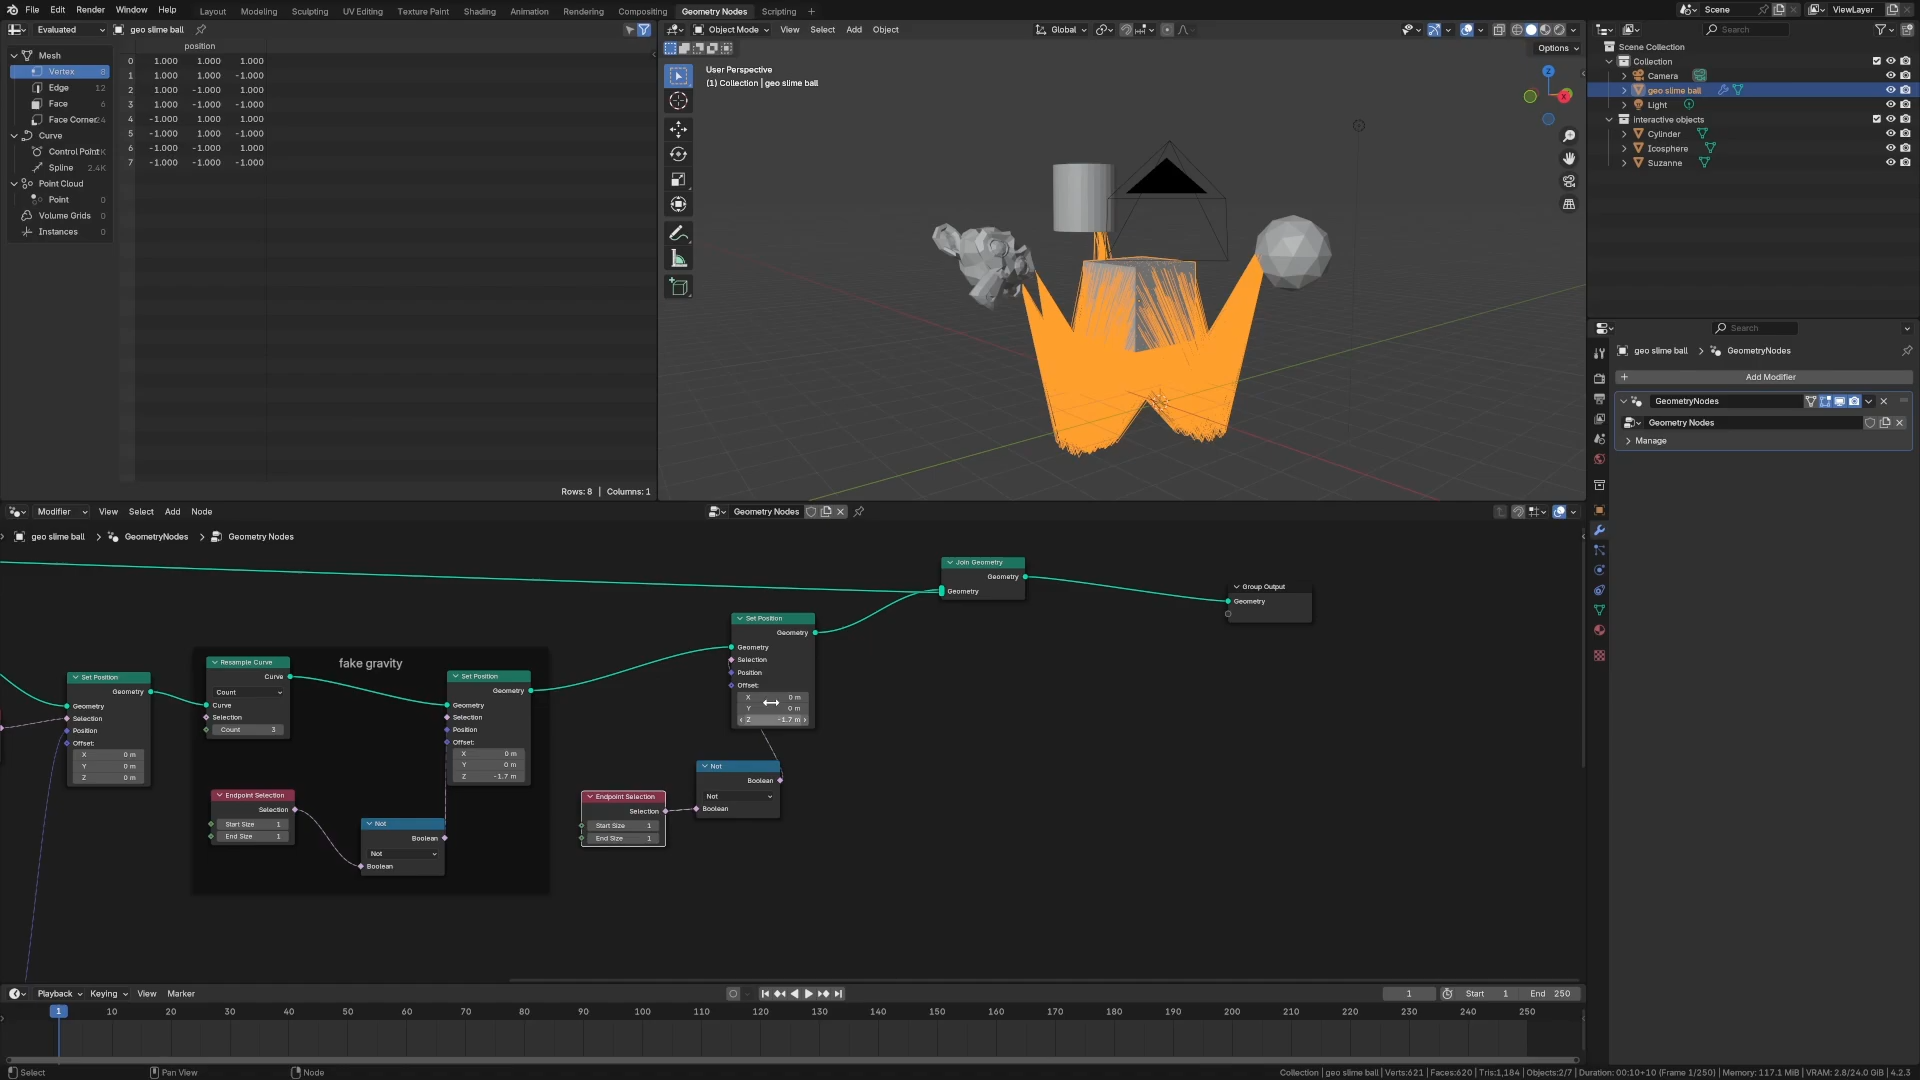 File Edit Render Window Help
Layout Modeling Sculpting UV Editing Texture Paint Shading Animation Rendering Compositing Geometry Nodes Scripting +
Scene
ViewLayer
Evaluated geo slime ball
Object Mode View Select Add Object
Global
Search
Options
position
Mesh
Vertex 8
Edge 12
Face 6
Face Corner 24
Curve
Control Point
Spline 2.4K
Point Cloud
Point 0
Volume Grids 0
Instances 0
0 1.000 1.000 1.000
1 1.000 1.000 -1.000
2 1.000 -1.000 1.000
3 1.000 -1.000 -1.000
4 -1.000 1.000 1.000
5 -1.000 1.000 -1.000
6 -1.000 -1.000 1.000
7 -1.000 -1.000 -1.000
Rows: 8 | Columns: 1
User Perspective
(1) Collection | geo slime ball
Z
X
Scene Collection
Collection
Camera
geo slime ball
Light
interactive objects
Cylinder
Icosphere
Suzanne
Search
geo slime ball > GeometryNodes
+ Add Modifier
GeometryNodes
Geometry Nodes
Manage
Modifier View Select Add Node
Geometry Nodes
geo slime ball > GeometryNodes > Geometry Nodes
Join Geometry
Geometry
Geometry
Group Output
Geometry
Set Position
Geometry
Geometry
Selection
Position
Offset:
X 0 m
Y 0 m
Z -1.7 m
fake gravity
Resample Curve
Curve
Count
Curve
Selection
Count 3
Set Position
Geometry
Geometry
Selection
Position
Offset:
X 0 m
Y 0 m
Z 0 m
Set Position
Geometry
Geometry
Selection
Position
Offset:
X 0 m
Y 0 m
Z -1.7 m
Endpoint Selection
Selection
Start Size 1
End Size 1
Not
Boolean
Not
Boolean
Endpoint Selection
Selection
Start Size 1
End Size 1
Not
Boolean
Not
Boolean
Playback Keying View Marker
1
Start 1
End 250
1 10 20 30 40 50 60 70 80 90 100 110 120 130 140 150 160 170 180 190 200 210 220 230 240 250
Select
Pan View
Node
Collection | geo slime ball | Verts:621 | Faces:620 | Tris:1,184 | Objects:2/7 | Duration: 00:10+10 (Frame 1/250) | Memory: 117.1 MiB | VRAM: 2.8/24.0 GiB | 4.2.3